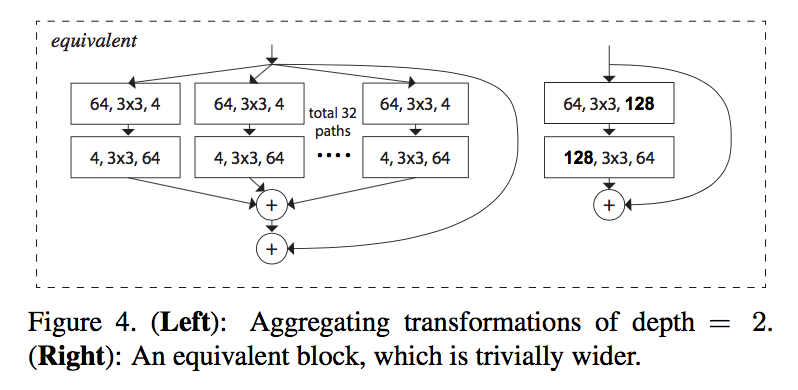 equivalent
64, 3x3, 4
64, 3x3, 4
total 32
paths
64, 3x3, 4
4, 3x3, 64
4, 3x3, 64
....
4, 3x3, 64
+
+
64, 3x3, 128
128, 3x3, 64
+
Figure 4. (Left): Aggregating transformations of depth = 2.
(Right): An equivalent block, which is trivially wider.